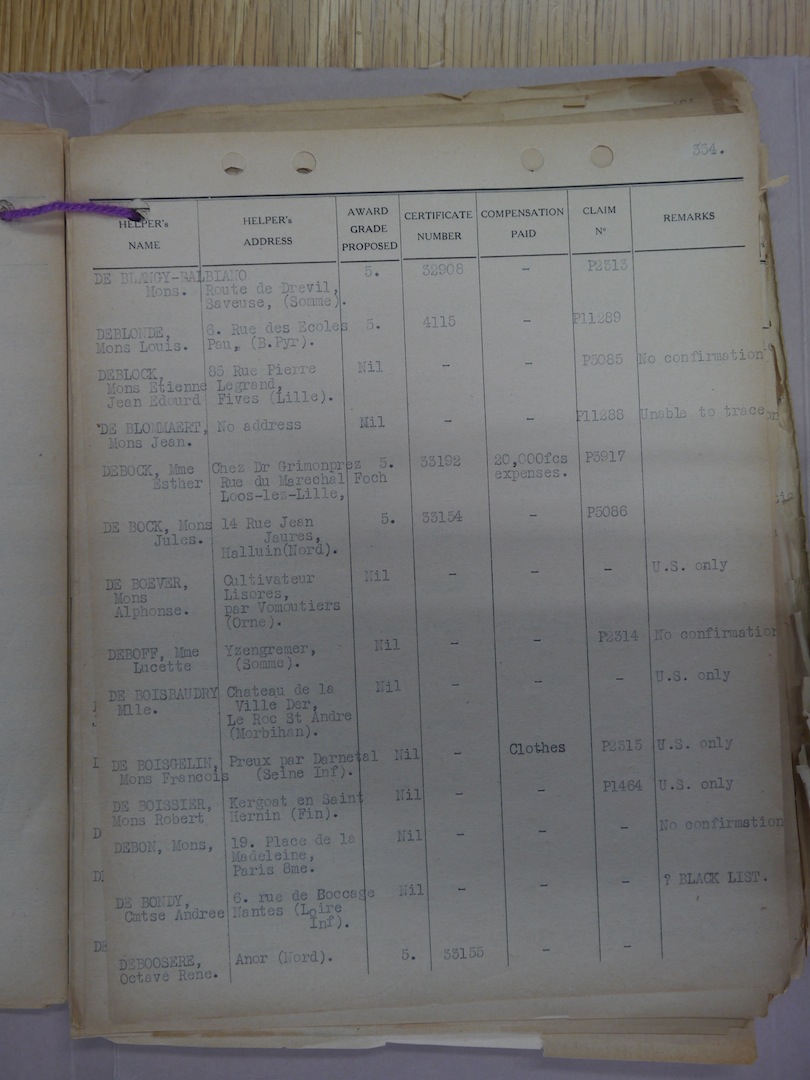 334.
HELPER's NAME HELPER's ADDRESS AWARD GRADE PROPOSED CERTIFICATE NUMBER COMPENSATION PAID CLAIM N° REMARKS
DE BLANGY-BALBIANO 5. 32908 - P2313
Mons. Route de Drevil,
Saveuse, (Somme).
DEBLONDE, 6. Rue des Ecoles 5. 4115 - P11289
Mons Louis. Pau, (B.Pyr).
DEBLOCK, 85 Rue Pierre Nil - - P5085 No confirmation
Mons Etienne Legrand,
Jean Edourd Fives (Lille).
DE BLOMMAERT, No address Nil - - P11288 Unable to trace
Mons Jean.
DEBOCK, Mme Chez Dr Grimonprez 5. 33192 20,000fcs P5917
Esther Rue du Marechal Foch expenses.
Loos-lez-Lille,
DE BOCK, Mons 14 Rue Jean 5. 33154 - P5086
Jules. Jaures,
Halluin(Nord).
DE BOEVER, Cultivateur Nil - - - U.S. only
Mons Lisores,
Alphonse. par Vomoutiers
(Orne).
DEBOFF, Mme Yzengremer, Nil - - P2314 No confirmation
Lucette (Somme).
DE BOISBAUDRY Chateau de la Nil - - - U.S. only
Mlle. Ville Der,
Le Roc St Andre
(Morbihan).
DE BOISGELIN, Preux par Darnetal Nil - Clothes P2315 U.S. only
Mons Francois (Seine Inf).
DE BOISSIER, Kergoat en Saint Nil - - P1464 U.S. only
Mons Robert Hernin (Fin).
DEBON, Mons, 19. Place de la Nil - - - No confirmation
Madeleine,
Paris 8me.
DE BONDY, 6. rue de Boccage Nil - - - ? BLACK LIST.
Cmtse Andree Nantes (Loire
Inf).
DEBOOSERE, Anor (Nord). 5. 33155 - -
Octave Rene.